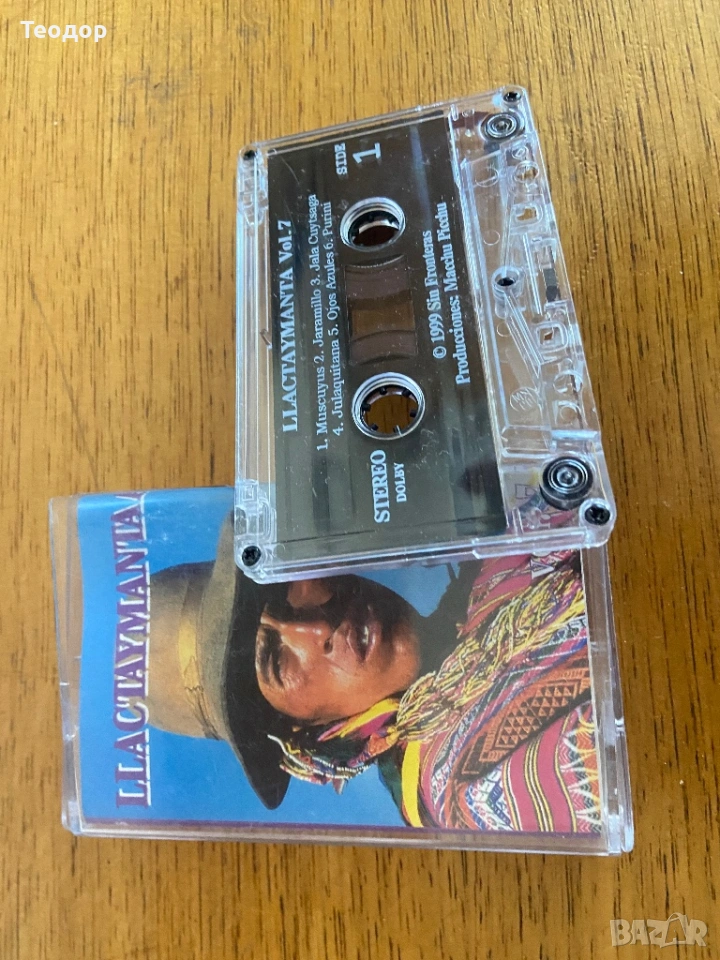 Теодор
LLACTAYMANTA Vol.7
1. Muscuyus 2. Jaramillo 3. Jala Cuytsaga
4. Julaquitana 5. Ojos Azules 6. Purini
SIDE
1
STEREO
DOLBY
© 1999 Sin Fronteras
Producciones: Macchu Picchu
LLACTAYMANTA
BAZAR